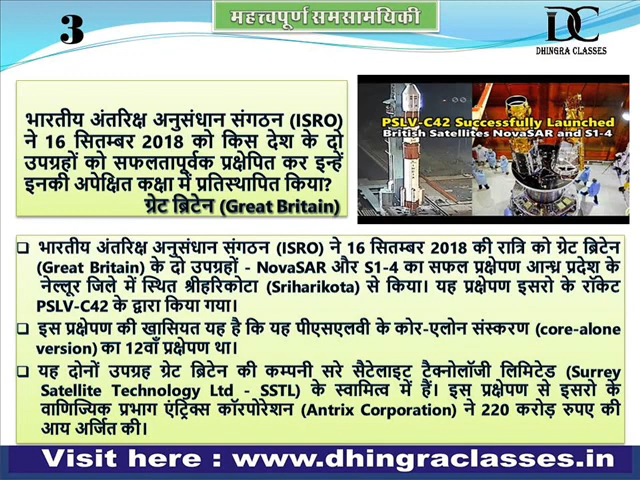 3
महत्त्वपूर्ण समसामयिकी
DC
DHINGRA CLASSES
भारतीय अंतरिक्ष अनुसंधान संगठन (ISRO)
ने 16 सितम्बर 2018 को किस देश के दो
उपग्रहों को सफलतापूर्वक प्रक्षेपित कर इन्हें
इनकी अपेक्षित कक्षा में प्रतिस्थापित किया?
ग्रेट ब्रिटेन (Great Britain)
PSLV-C42 Successfully Launched
British Satellites NovaSAR and S1-4
भारतीय अंतरिक्ष अनुसंधान संगठन (ISRO) ने 16 सितम्बर 2018 की रात्रि को ग्रेट ब्रिटेन
(Great Britain) के दो उपग्रहों - NovaSAR और S1-4 का सफल प्रक्षेपण आन्ध्र प्रदेश के
नेल्लूर जिले में स्थित श्रीहरिकोटा (Sriharikota) से किया। यह प्रक्षेपण इसरो के रॉकेट
PSLV-C42 के द्वारा किया गया।
इस प्रक्षेपण की खासियत यह है कि यह पीएसएलवी के कोर-एलोन संस्करण (core-alone
version) का 12वाँ प्रक्षेपण था।
यह दोनों उपग्रह ग्रेट ब्रिटेन की कम्पनी सरे सैटेलाइट टैक्नोलॉजी लिमिटेड (Surrey
Satellite Technology Ltd - SSTL) के स्वामित्व में हैं। इस प्रक्षेपण से इसरो के
वाणिज्यिक प्रभाग एंट्रिक्स कॉरपोरेशन (Antrix Corporation) ने 220 करोड़ रुपए की
आय अर्जित की।
Visit here : www.dhingraclasses.in